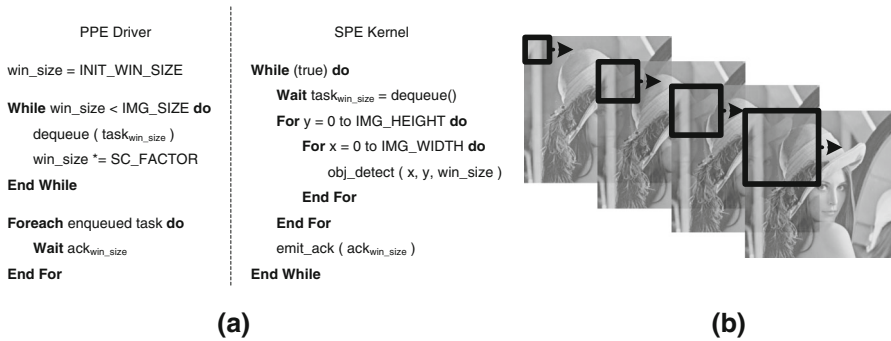 PPE Driver
win_size = INIT_WIN_SIZE
While win_size < IMG_SIZE do
dequeue ( task_win_size )
win_size *= SC_FACTOR
End While
Foreach enqueued task do
Wait ack_win_size
End For
SPE Kernel
While (true) do
Wait task_win_size = dequeue()
For y = 0 to IMG_HEIGHT do
For x = 0 to IMG_WIDTH do
obj_detect ( x, y, win_size )
End For
End For
emit_ack ( ack_win_size )
End While
(a)
(b)